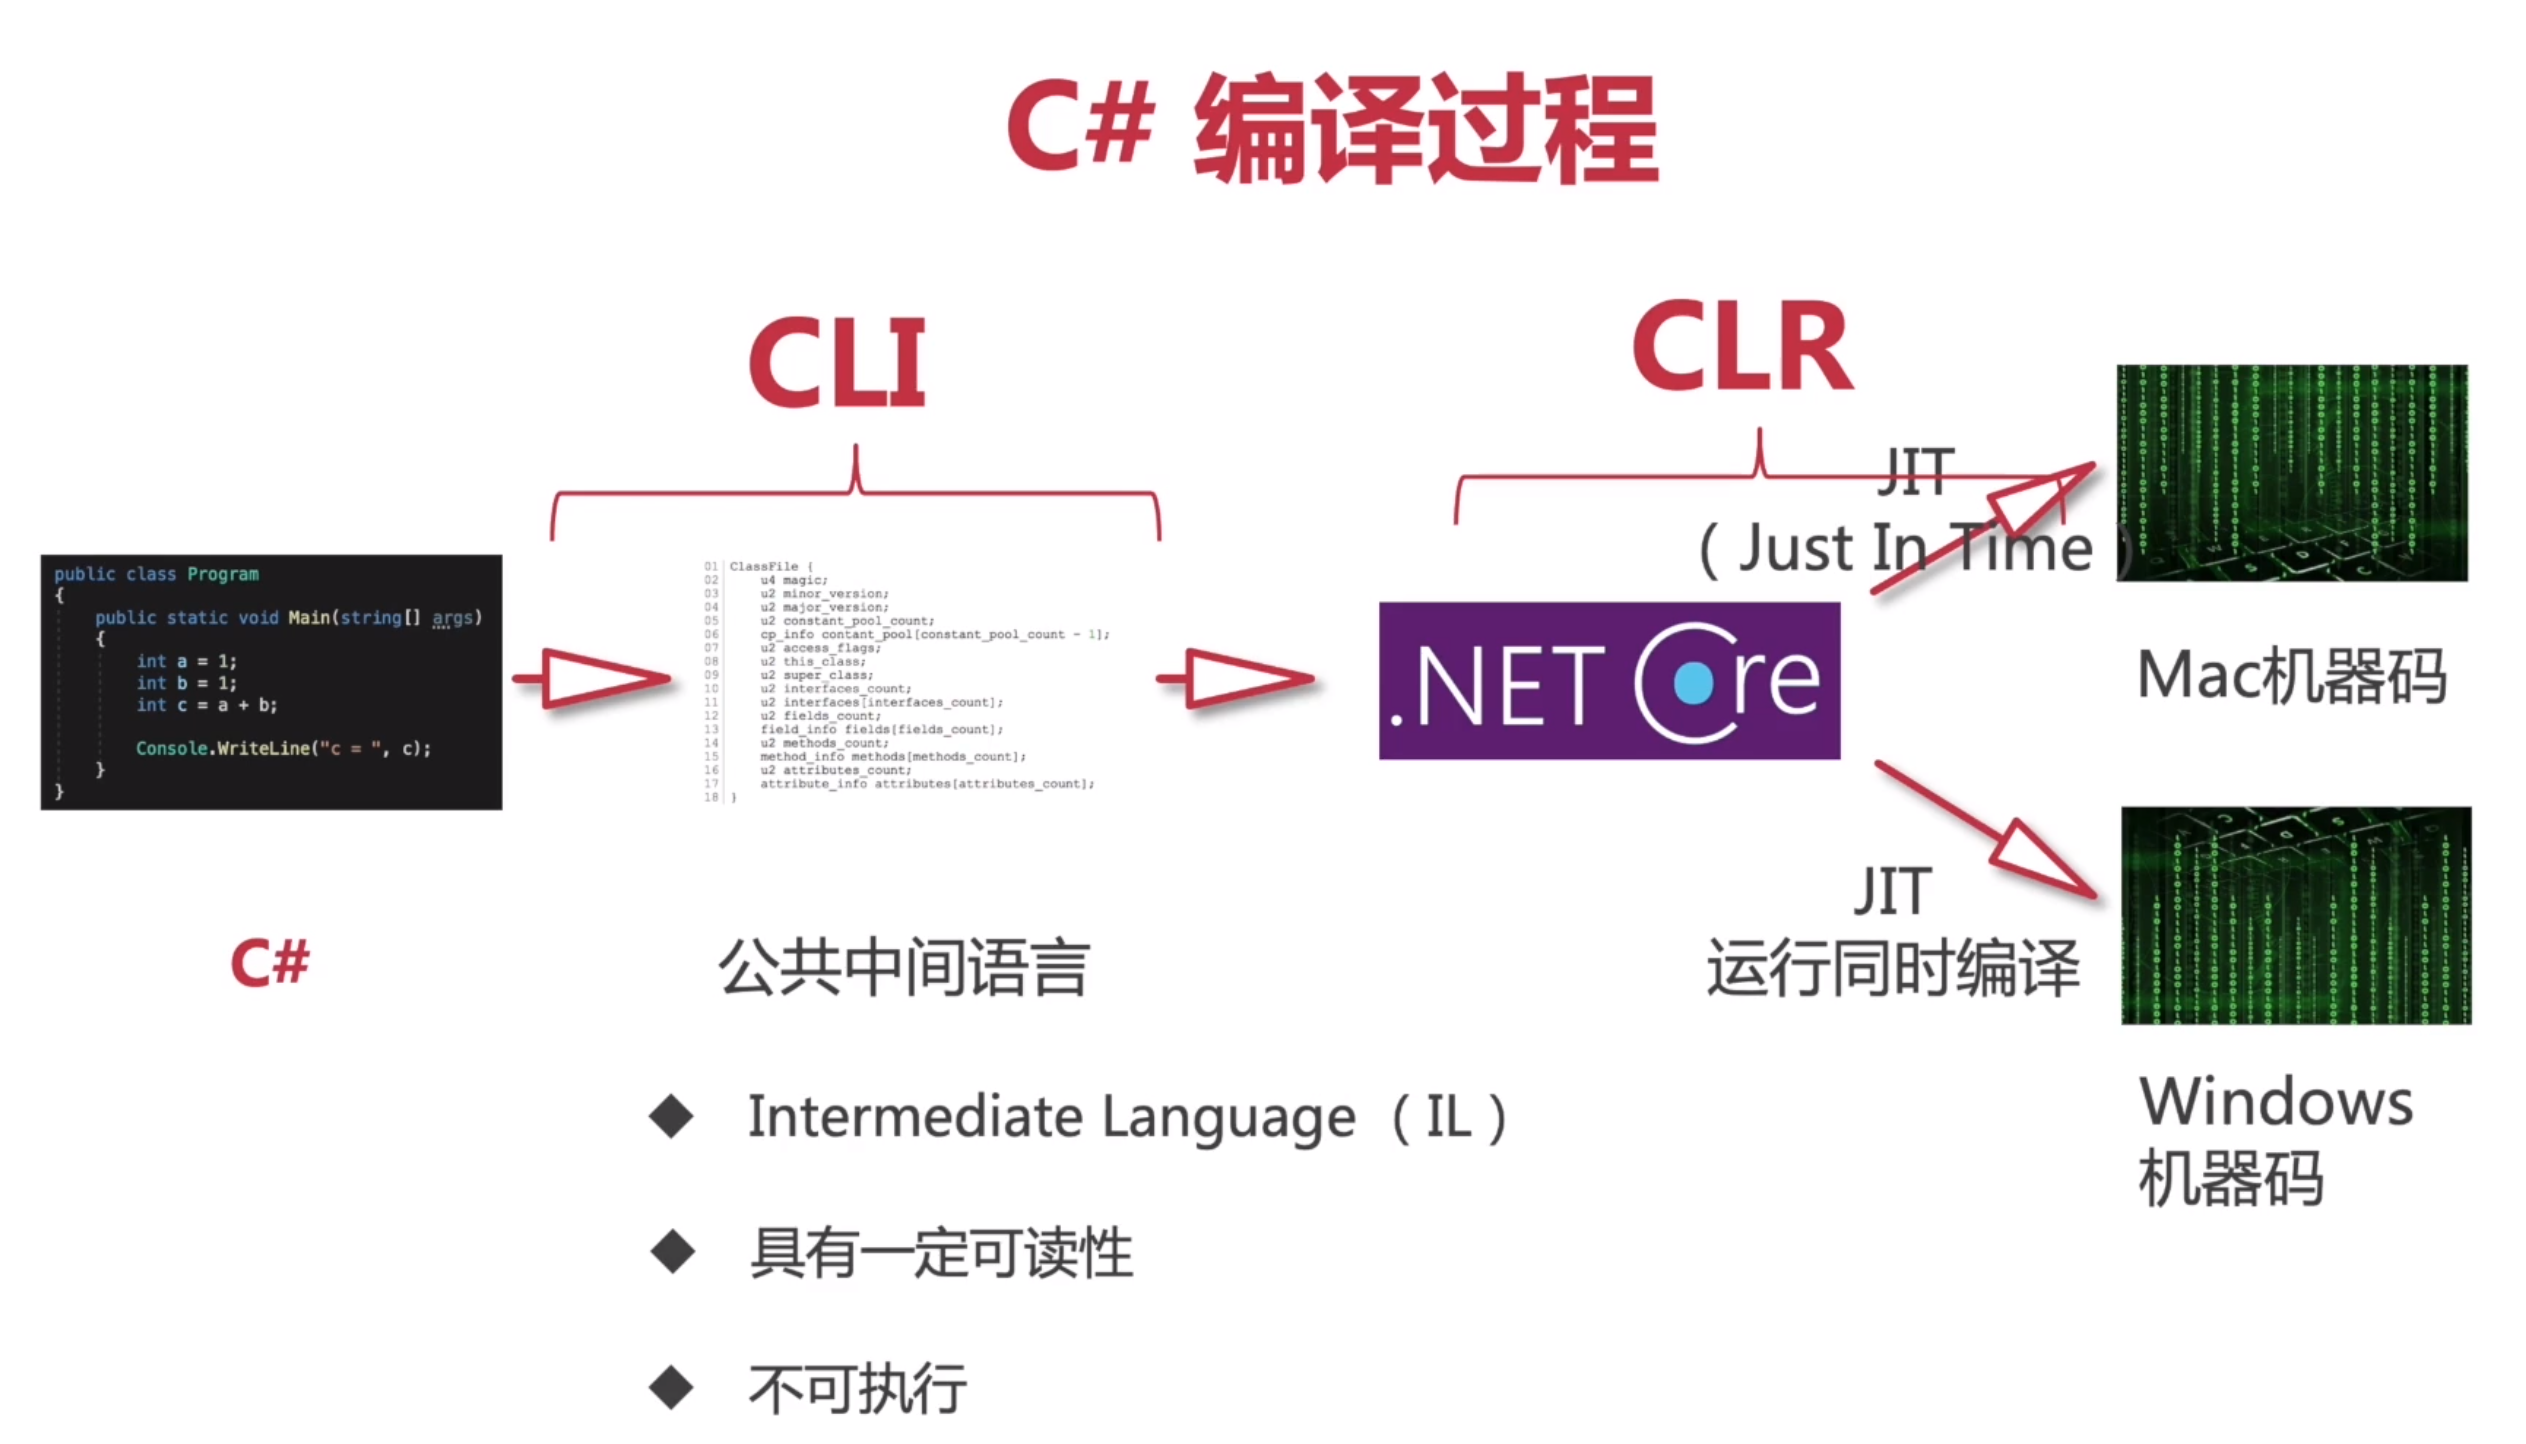 C# 编译过程
CLI
CLR
JIT
( Just In Time )
public class Program
{
public static void Main(string[] args)
{
int a = 1;
int b = 1;
int c = a + b;
Console.WriteLine("c = ", c);
}
}
01 ClassFile {
02 u4 magic;
03 u2 minor_version;
04 u2 major_version;
05 u2 constant_pool_count;
06 cp_info contant_pool[constant_pool_count - 1];
07 u2 access_flags;
08 u2 this_class;
09 u2 super_class;
10 u2 interfaces_count;
11 u2 interfaces[interfaces_count];
12 u2 fields_count;
13 field_info fields[fields_count];
14 u2 methods_count;
15 method_info methods[methods_count];
16 u2 attributes_count;
17 attribute_info attributes[attributes_count];
18 }
.NET Core
Mac机器码
C#
公共中间语言
JIT
运行同时编译
Windows
机器码
◆ Intermediate Language ( IL )
◆ 具有一定可读性
◆ 不可执行